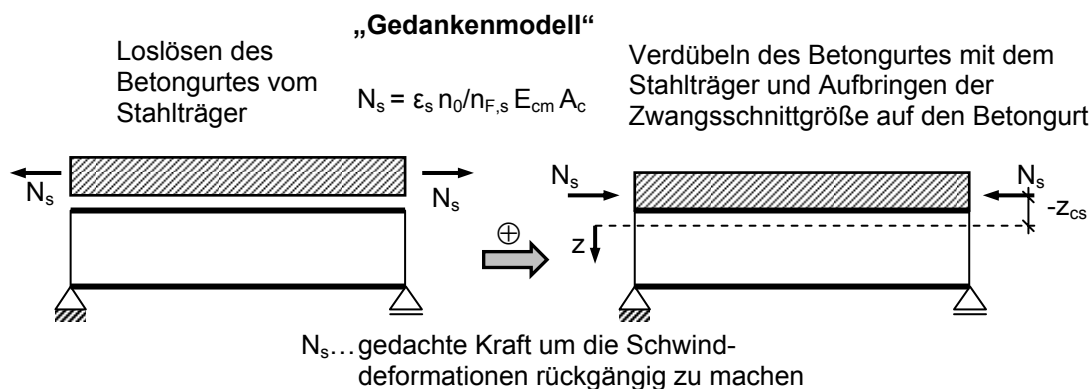 „Gedankenmodell“
Loslösen des
Betongurtes vom
Stahlträger
N_s = ε_s n_0/n_F,s E_cm A_c
Verdübeln des Betongurtes mit dem
Stahlträger und Aufbringen der
Zwangsschnittgröße auf den Betongurt
N_s
N_s
N_s
N_s
-z_cs
⊕
z
N_s… gedachte Kraft um die Schwind-
deformationen rückgängig zu machen